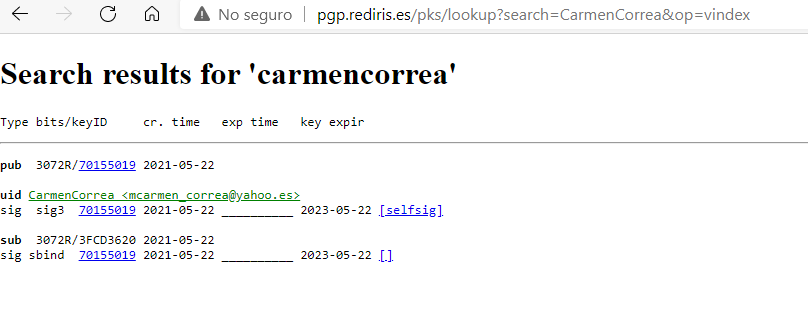 No seguro pgp.rediris.es/pks/lookup?search=CarmenCorrea&op=vindex
Search results for 'carmencorrea'
Type bits/keyID cr. time exp time key expir
pub 3072R/70155019 2021-05-22
uid CarmenCorrea <mcarmen_correa@yahoo.es>
sig sig3 70155019 2021-05-22 __________ 2023-05-22 [selfsig]
sub 3072R/3FCD3620 2021-05-22
sig sbind 70155019 2021-05-22 __________ 2023-05-22 []